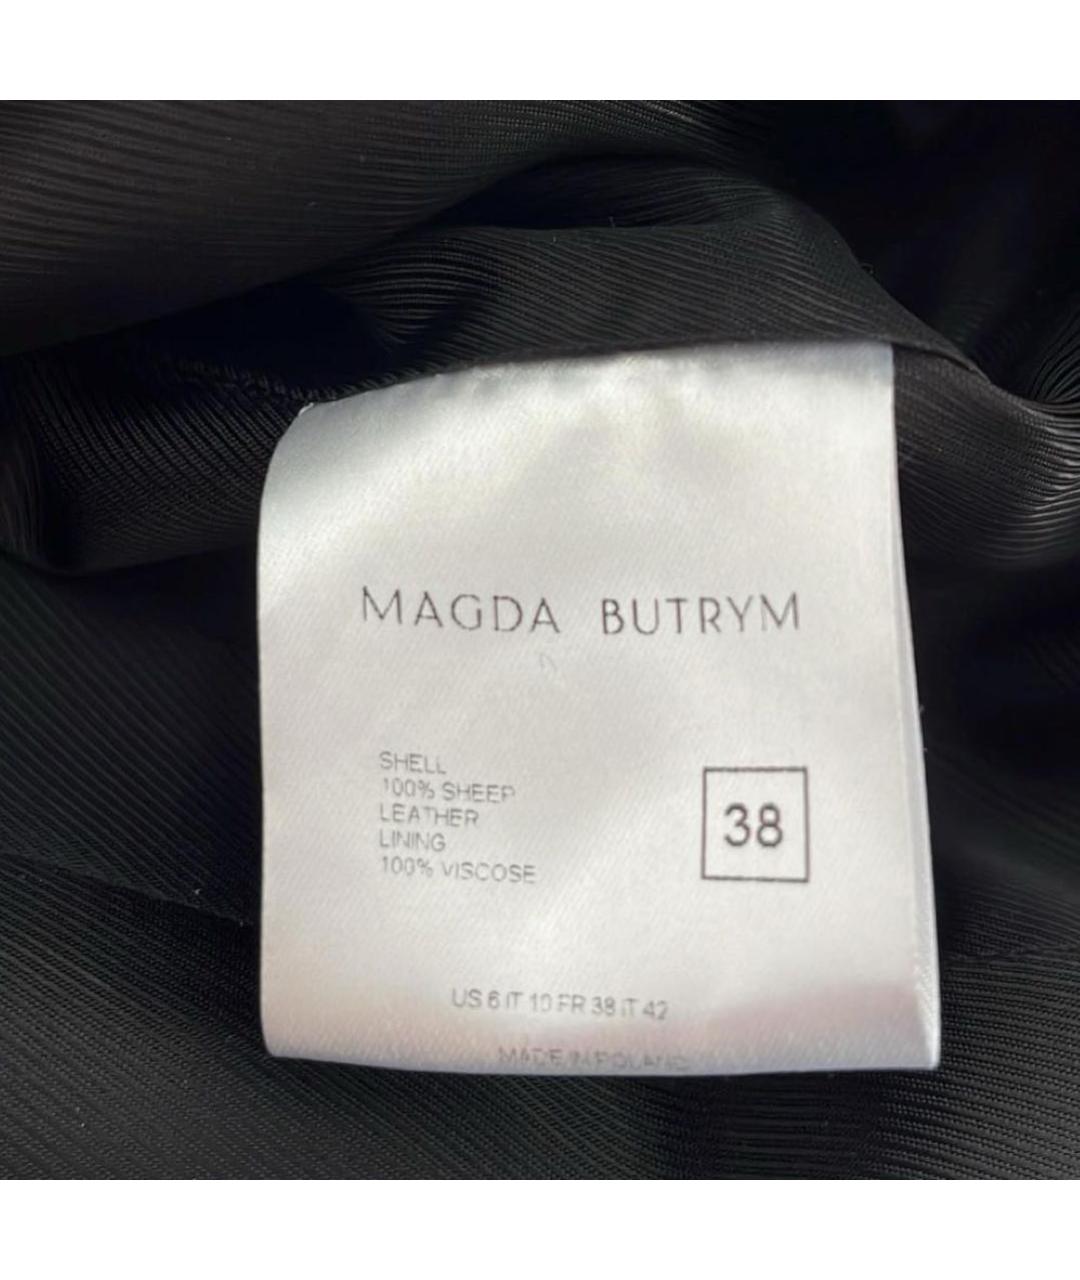 MAGDA BUTRYM
SHELL
100% SHEEP
LEATHER
LINING
100% VISCOSE
38
US 6 IT 10 FR 38 IT 42
MADE IN POLAND